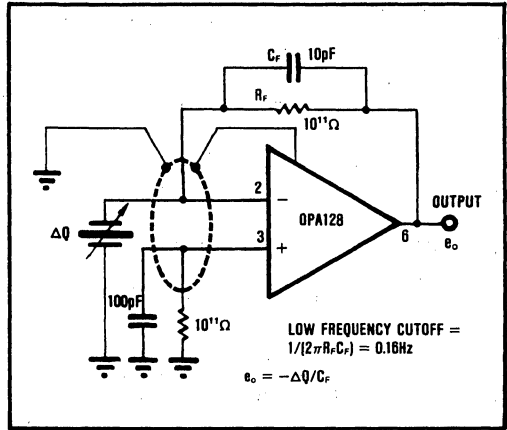 C_F 10pF
R_F
10¹¹Ω
2 −
OPA128
OUTPUT
ΔQ
3 +
6
e₀
100pF
10¹¹Ω
LOW FREQUENCY CUTOFF =
1/(2πR_FC_F) = 0.16Hz
e₀ = −ΔQ/C_F